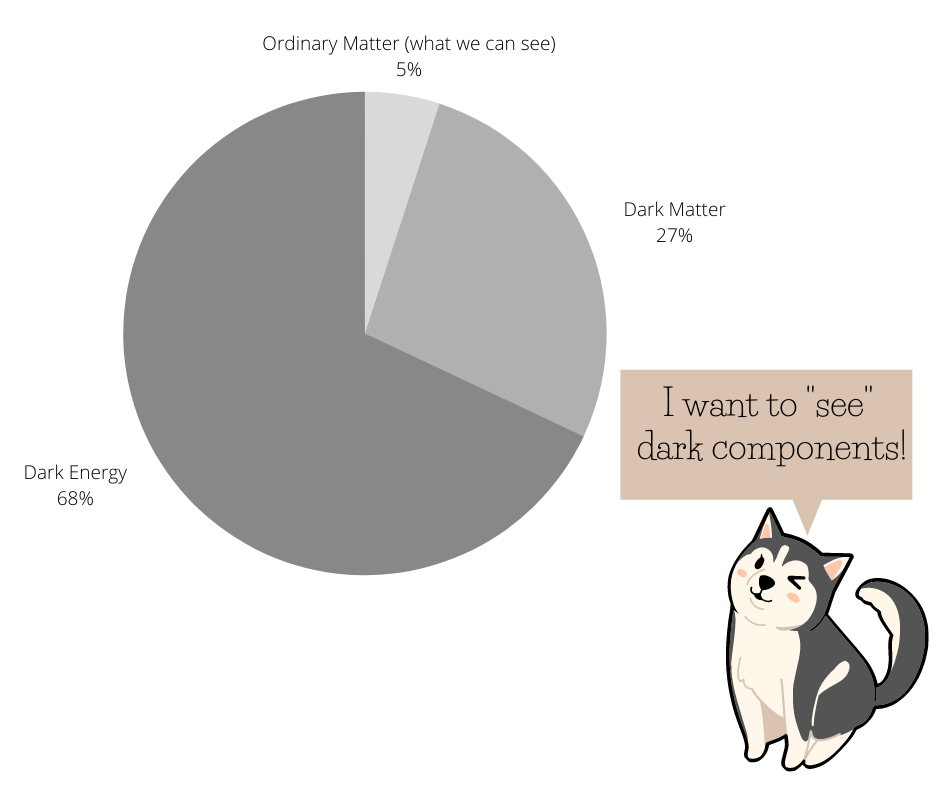 Ordinary Matter (what we can see)
5%
Dark Matter
27%
I want to "see"
dark components!
Dark Energy
68%